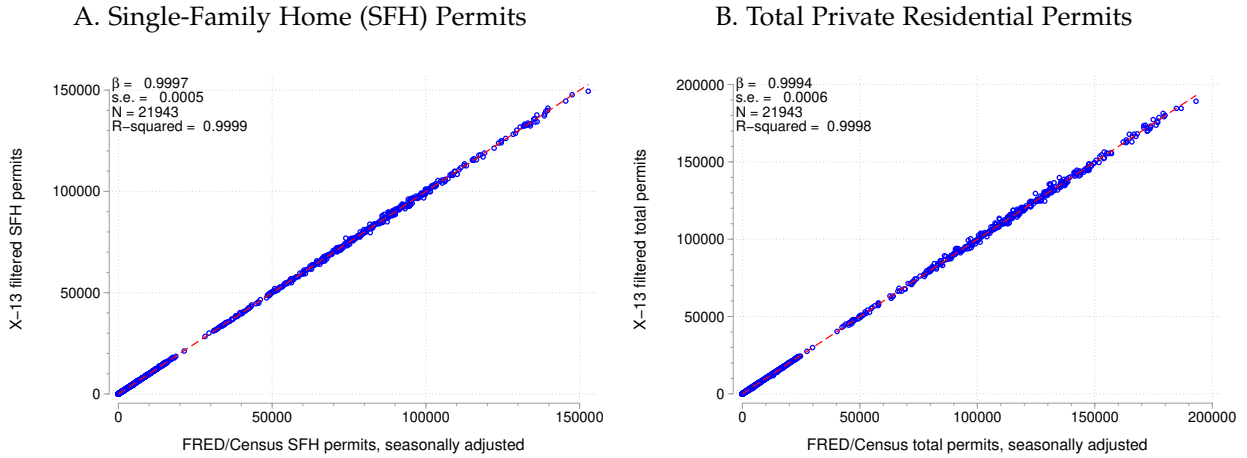 A. Single-Family Home (SFH) Permits
β = 0.9997
s.e. = 0.0005
N = 21943
R−squared = 0.9999
150000
100000
50000
0
X−13 filtered SFH permits
0 50000 100000 150000
FRED/Census SFH permits, seasonally adjusted
B. Total Private Residential Permits
β = 0.9994
s.e. = 0.0006
N = 21943
R−squared = 0.9998
200000
150000
100000
50000
0
X−13 filtered total permits
0 50000 100000 150000 200000
FRED/Census total permits, seasonally adjusted